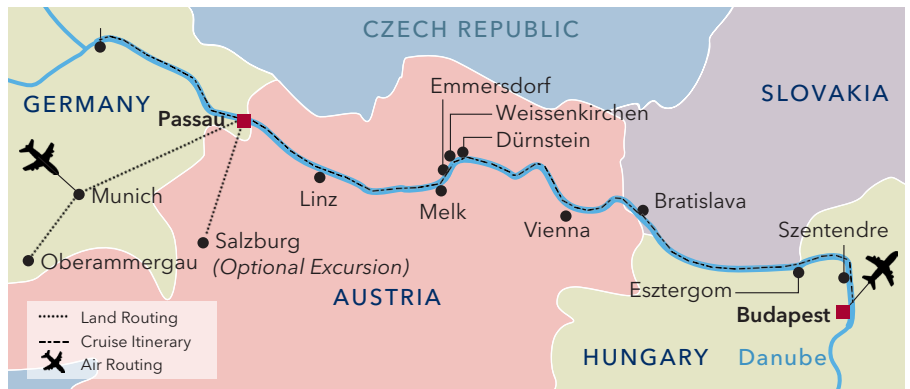 CZECH REPUBLIC
Emmersdorf
SLOVAKIA
GERMANY
Weissenkirchen
Passau
Dürnstein
Munich
Linz
Melk
Vienna
Bratislava
Szentendre
Salzburg
(Optional Excursion)
Oberammergau
Esztergom
AUSTRIA
Budapest
HUNGARY
Danube
Land Routing
Cruise Itinerary
Air Routing